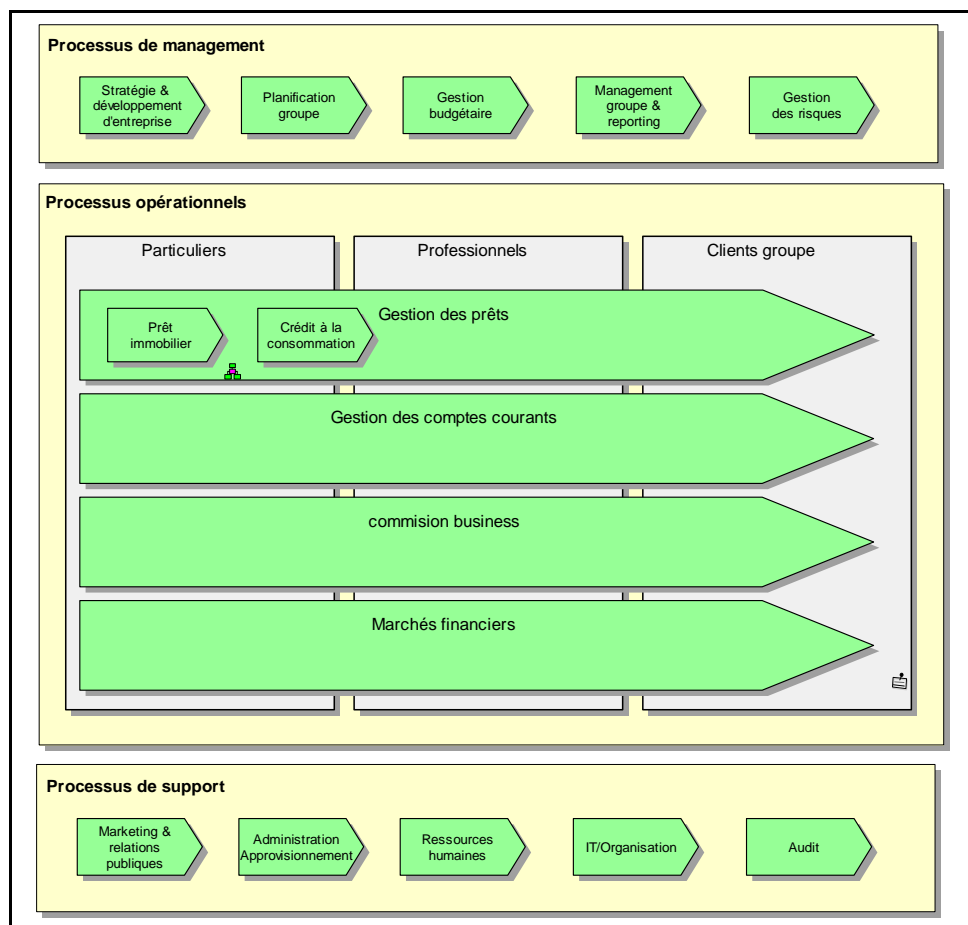 Processus de management
Stratégie &
développement
d'entreprise
Planification
groupe
Gestion
budgétaire
Management
groupe &
reporting
Gestion
des risques
Processus opérationnels
Particuliers
Professionnels
Clients groupe
Gestion des prêts
Prêt
immobilier
Crédit à la
consommation
Gestion des comptes courants
commision business
Marchés financiers
Processus de support
Marketing &
relations
publiques
Administration
Approvisionnement
Ressources
humaines
IT/Organisation
Audit